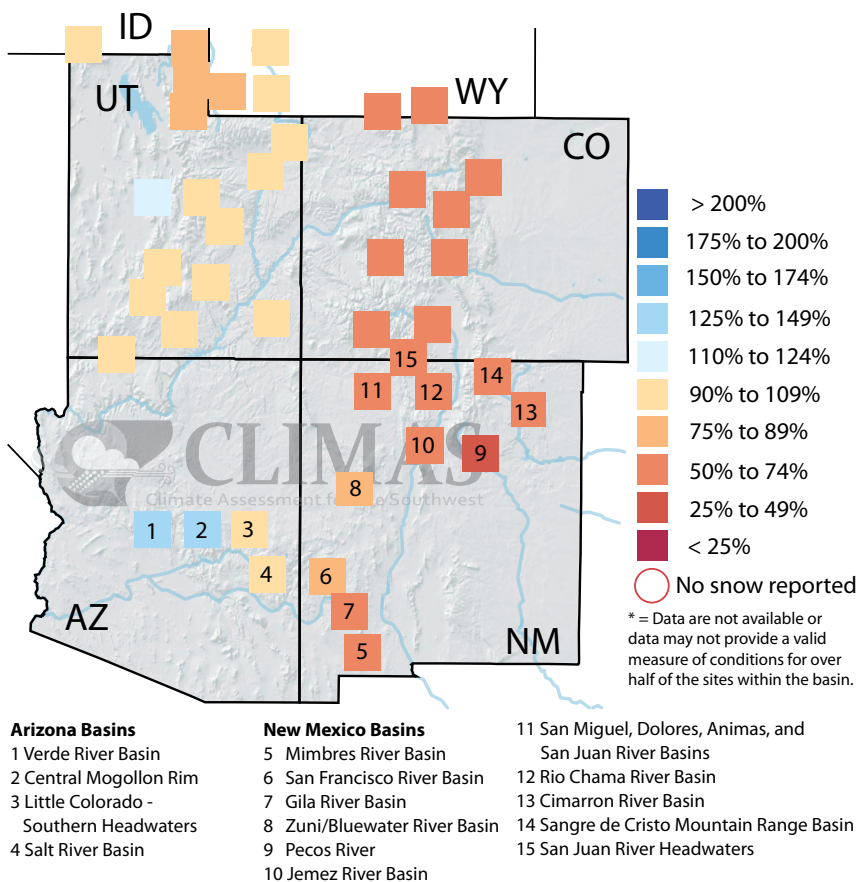 ID
UT
WY
CO
> 200%
175% to 200%
150% to 174%
125% to 149%
110% to 124%
90% to 109%
75% to 89%
50% to 74%
25% to 49%
< 25%
No snow reported
* = Data are not available or
data may not provide a valid
measure of conditions for over
half of the sites within the basin.
15
14
11
12
13
10
9
CLIMAS
Climate Assessment for the Southwest
8
1
2
3
4
6
7
5
AZ
NM
Arizona Basins
1 Verde River Basin
2 Central Mogollon Rim
3 Little Colorado -
Southern Headwaters
4 Salt River Basin
New Mexico Basins
5 Mimbres River Basin
6 San Francisco River Basin
7 Gila River Basin
8 Zuni/Bluewater River Basin
9 Pecos River
10 Jemez River Basin
11 San Miguel, Dolores, Animas, and
San Juan River Basins
12 Rio Chama River Basin
13 Cimarron River Basin
14 Sangre de Cristo Mountain Range Basin
15 San Juan River Headwaters